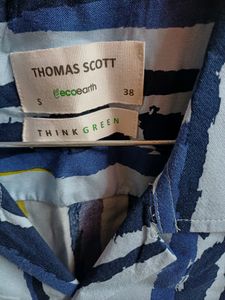 THOMAS SCOTT
S ecoearth 38
THINK GREEN